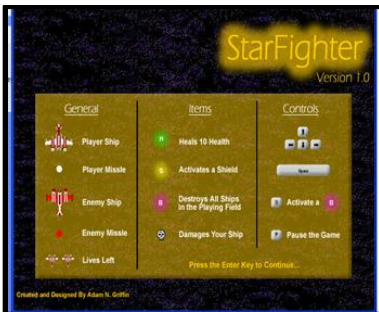 StarFighter
Version 1.0
General
Player Ship
Player Missle
Enemy Ship
Enemy Missle
Lives Left
Items
H
Heals 10 Health
S
Activates a Shield
B
Destroys All Ships
in the Playing Field
Damages Your Ship
Controls
Space
Activate a B
P Pause the Game
Press the Enter Key to Continue...
Created and Designed By Adam N. Griffin